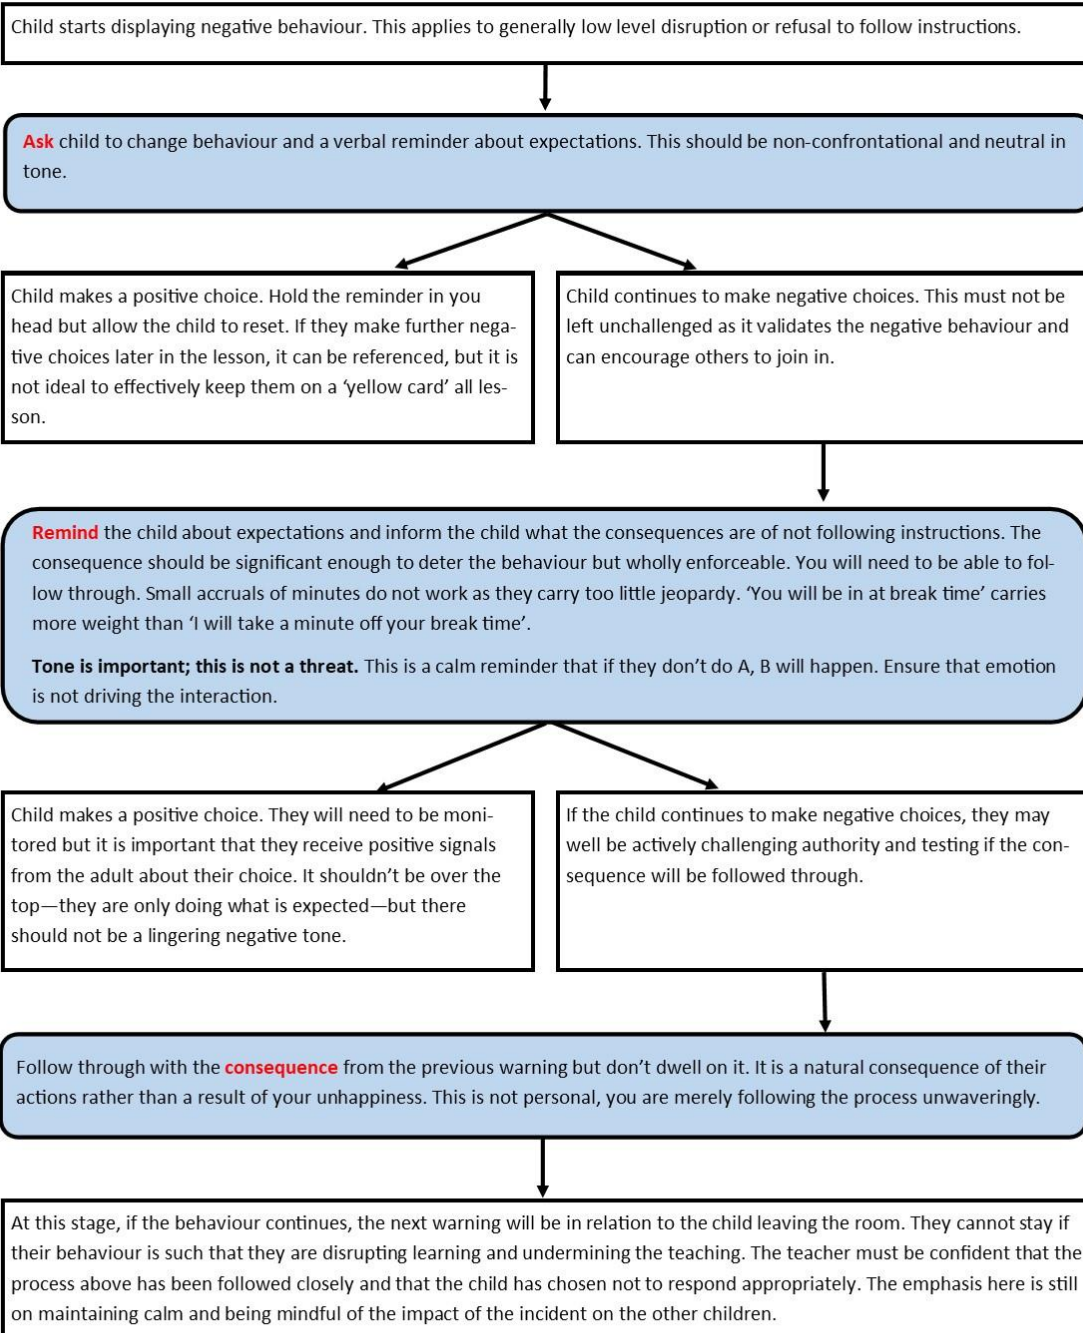 Child starts displaying negative behaviour. This applies to generally low level disruption or refusal to follow instructions.
Ask child to change behaviour and a verbal reminder about expectations. This should be non-confrontational and neutral in
tone.
Child makes a positive choice. Hold the reminder in you
head but allow the child to reset. If they make further nega-
tive choices later in the lesson, it can be referenced, but it is
not ideal to effectively keep them on a ‘yellow card’ all les-
son.
Child continues to make negative choices. This must not be
left unchallenged as it validates the negative behaviour and
can encourage others to join in.
Remind the child about expectations and inform the child what the consequences are of not following instructions. The
consequence should be significant enough to deter the behaviour but wholly enforceable. You will need to be able to fol-
low through. Small accruals of minutes do not work as they carry too little jeopardy. ‘You will be in at break time’ carries
more weight than ‘I will take a minute off your break time’.
Tone is important; this is not a threat. This is a calm reminder that if they don’t do A, B will happen. Ensure that emotion
is not driving the interaction.
Child makes a positive choice. They will need to be moni-
tored but it is important that they receive positive signals
from the adult about their choice. It shouldn’t be over the
top—they are only doing what is expected—but there
should not be a lingering negative tone.
If the child continues to make negative choices, they may
well be actively challenging authority and testing if the con-
sequence will be followed through.
Follow through with the consequence from the previous warning but don’t dwell on it. It is a natural consequence of their
actions rather than a result of your unhappiness. This is not personal, you are merely following the process unwaveringly.
At this stage, if the behaviour continues, the next warning will be in relation to the child leaving the room. They cannot stay if
their behaviour is such that they are disrupting learning and undermining the teaching. The teacher must be confident that the
process above has been followed closely and that the child has chosen not to respond appropriately. The emphasis here is still
on maintaining calm and being mindful of the impact of the incident on the other children.